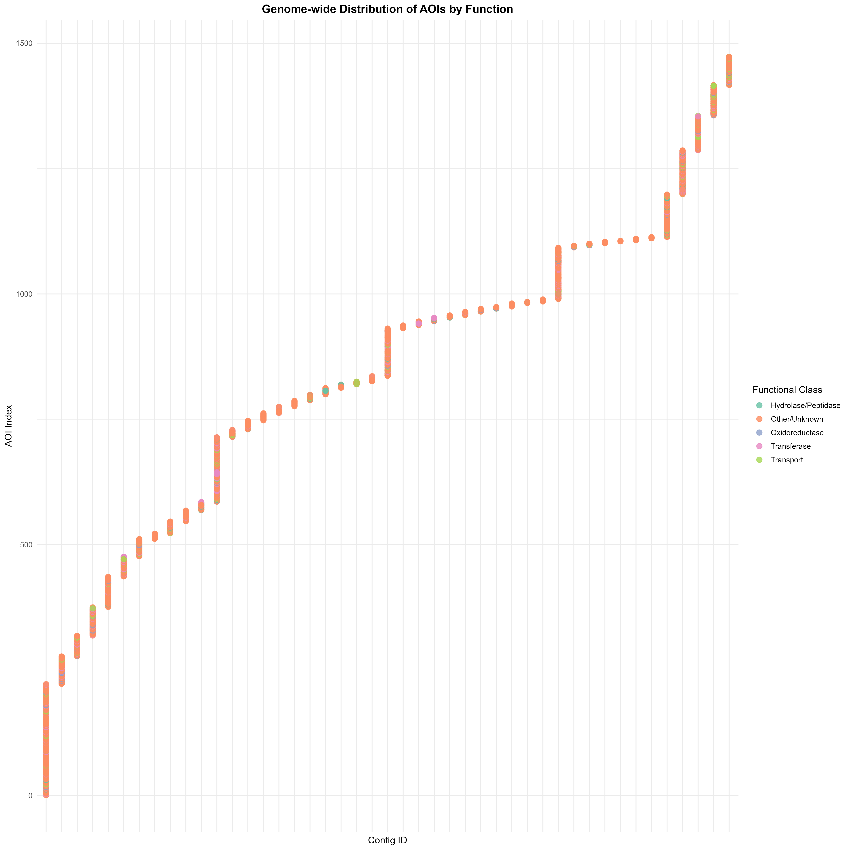 Genome-wide Distribution of AOIs by Function
1500
1000
500
0
AOI Index
Config ID
Functional Class
Hydrolase/Peptidase
Other/Unknown
Oxidoreductase
Transferase
Transport